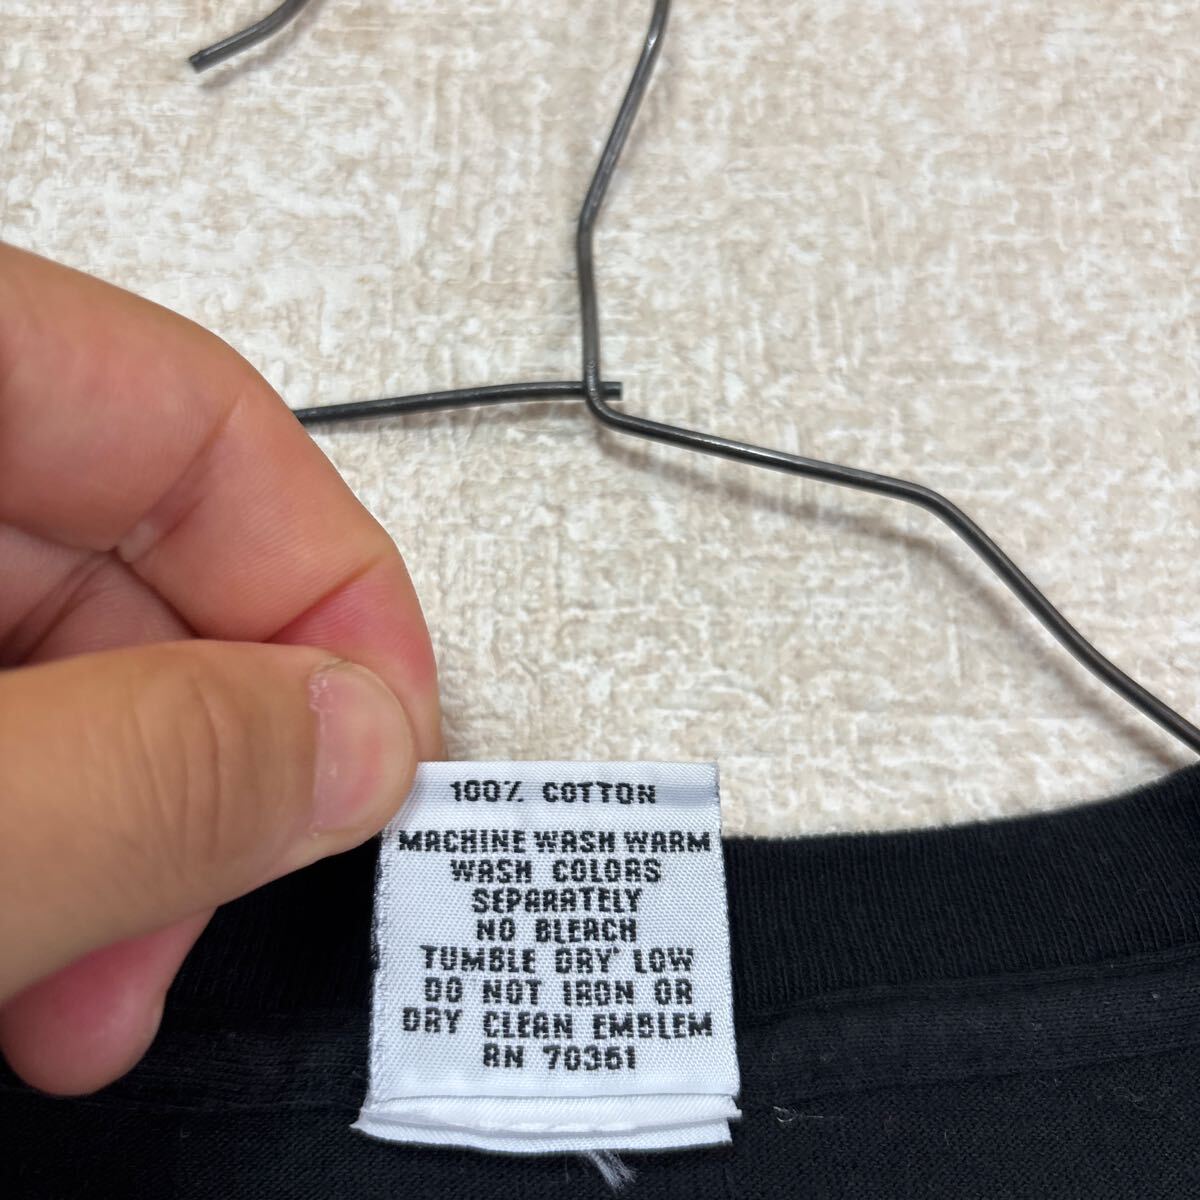 100% COTTON
MACHINE WASH WARM
WASH COLORS
SEPARATELY
NO BLEACH
TUMBLE DRY LOW
DO NOT IRON OR
DRY CLEAN EMBLEM
RN 70361